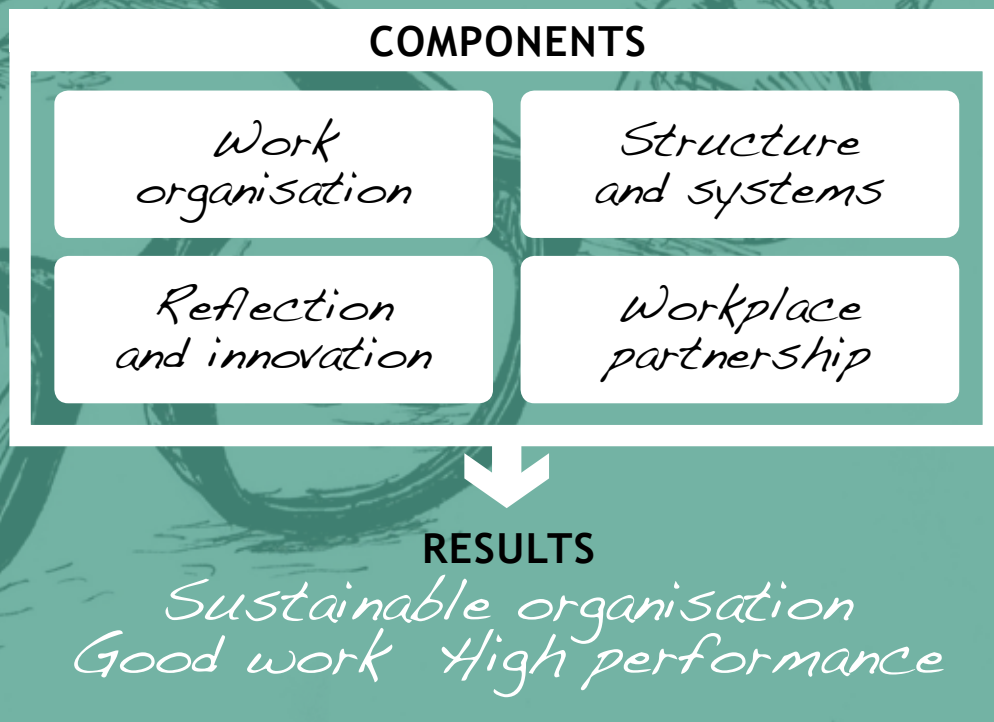 COMPONENTS
Work
organisation
Structure
and systems
Reflection
and innovation
Workplace
partnership
RESULTS
Sustainable organisation
Good work High performance